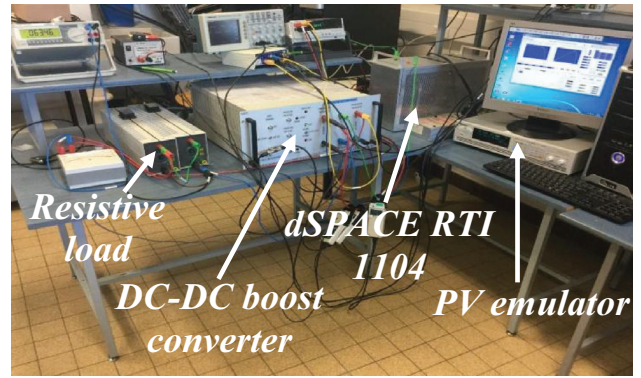 Resistive
load
dSPACE RTI
1104
DC-DC boost
converter
PV emulator